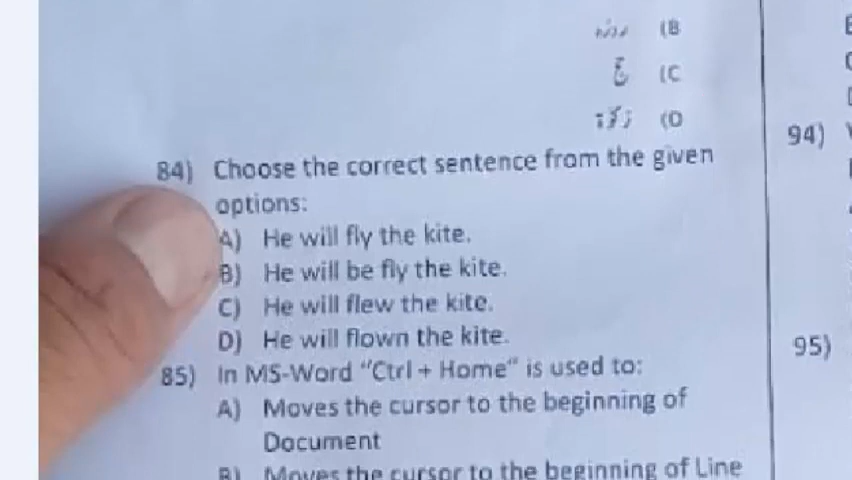 روزہ (B
حج (C
زکوٰۃ (D
84) Choose the correct sentence from the given
options:
A) He will fly the kite.
B) He will be fly the kite.
C) He will flew the kite.
D) He will flown the kite.
85) In MS-Word “Ctrl + Home” is used to:
A) Moves the cursor to the beginning of
Document
B) Moves the cursor to the beginning of Line
94)
95)